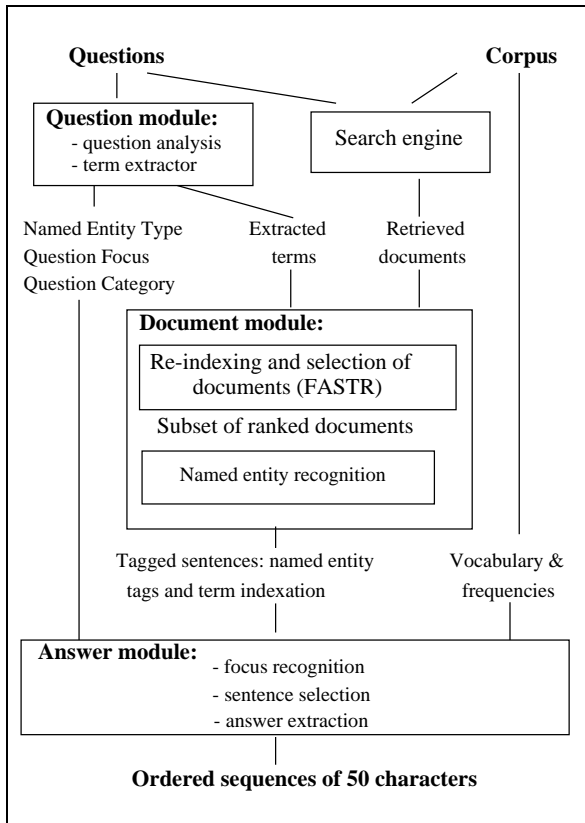 Questions
Corpus
Question module:
- question analysis
- term extractor
Search engine
Named Entity Type
Question Focus
Question Category
Extracted
terms
Retrieved
documents
Document module:
Re-indexing and selection of
documents (FASTR)
Subset of ranked documents
Named entity recognition
Tagged sentences: named entity
tags and term indexation
Vocabulary &
frequencies
Answer module:
- focus recognition
- sentence selection
- answer extraction
Ordered sequences of 50 characters